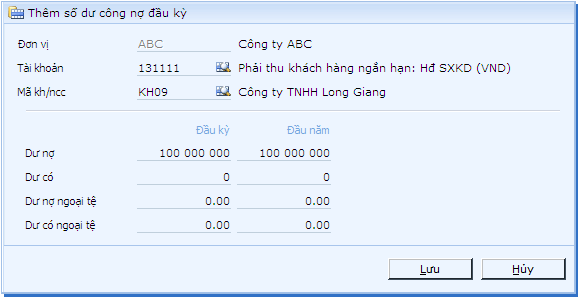 Thêm số dư công nợ đầu kỳ
Đơn vị ABC Công ty ABC
Tài khoản 131111 Phải thu khách hàng ngắn hạn: Hđ SXKD (VND)
Mã kh/ncc KH09 Công ty TNHH Long Giang
Đầu kỳ Đầu năm
Dư nợ 100 000 000 100 000 000
Dư có 0 0
Dư nợ ngoại tệ 0.00 0.00
Dư có ngoại tệ 0.00 0.00
Lưu Hủy